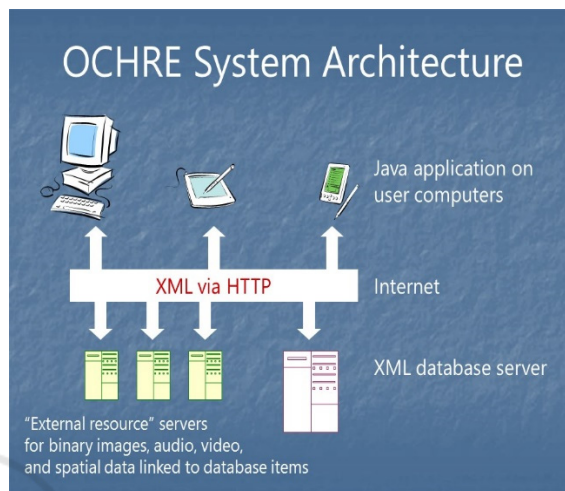 OCHRE System Architecture
Java application on
user computers
XML via HTTP
Internet
XML database server
“External resource” servers
for binary images, audio, video,
and spatial data linked to database items